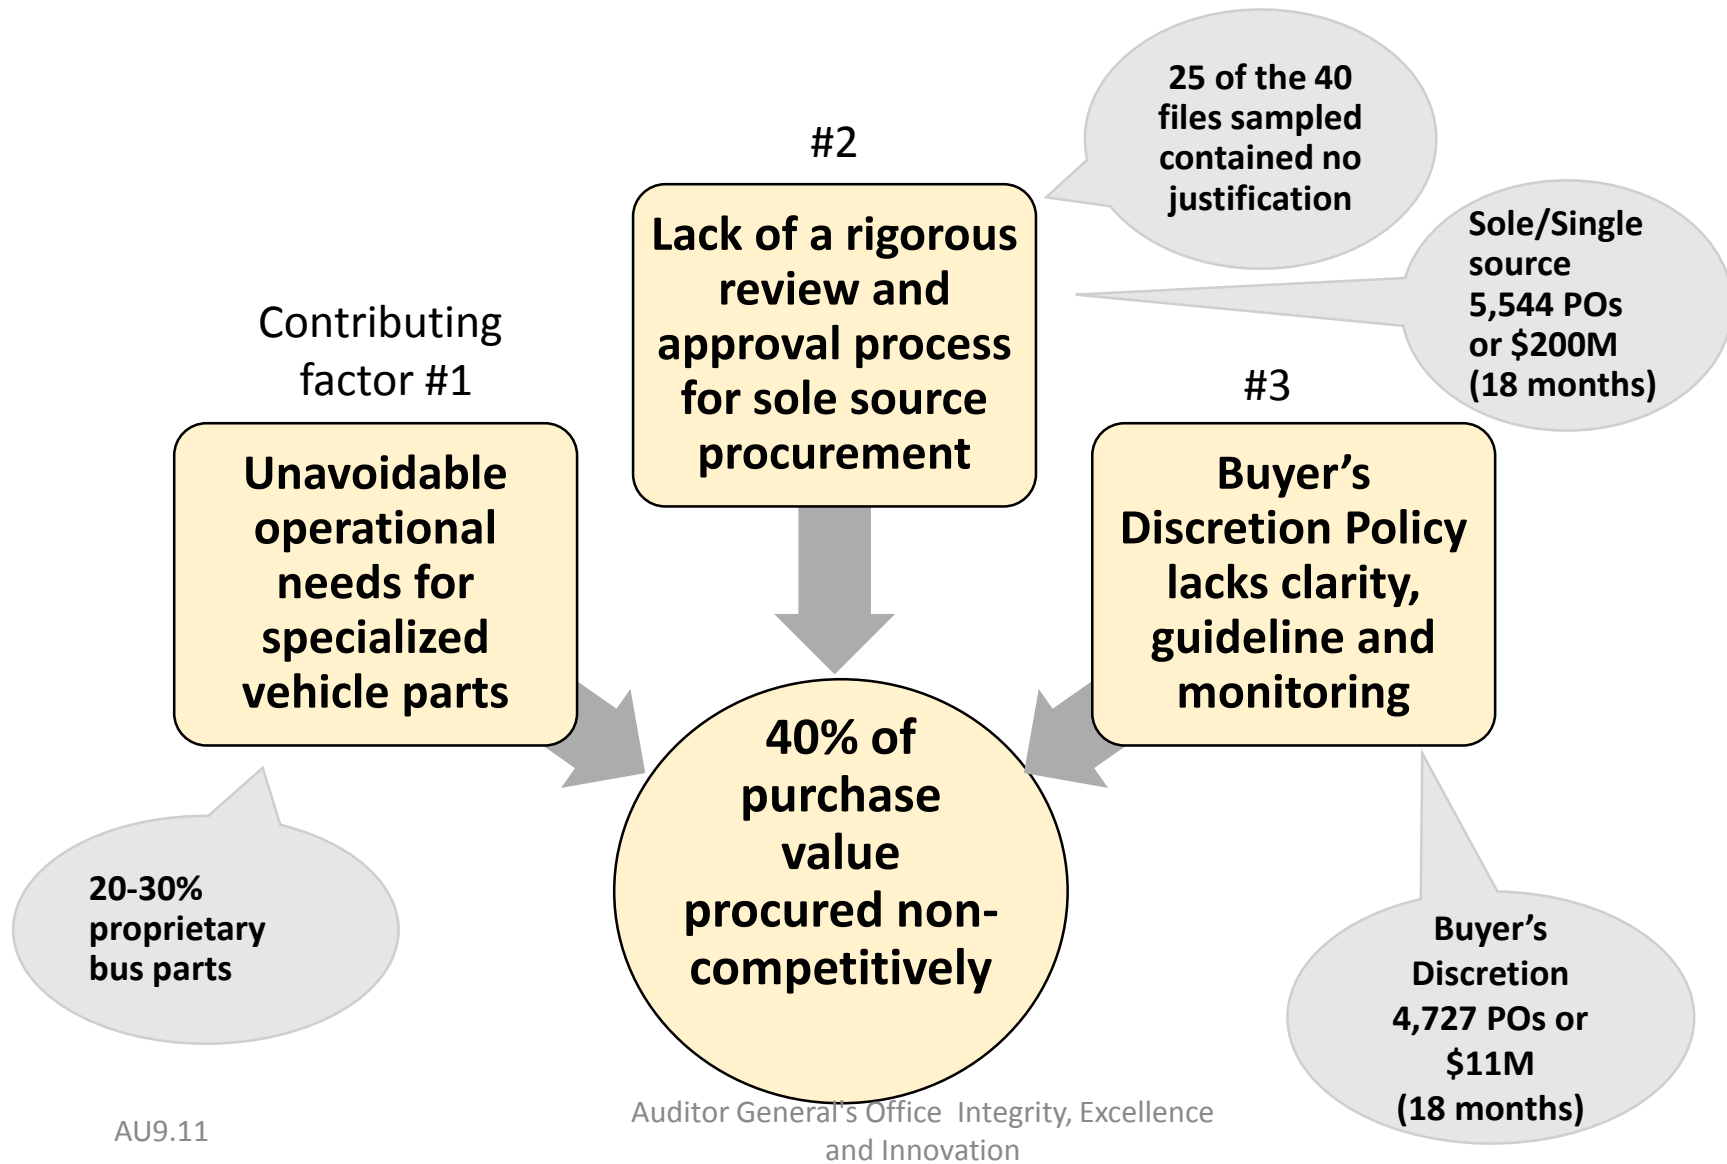 Contributing
factor #1
Unavoidable
operational
needs for
specialized
vehicle parts
20-30%
proprietary
bus parts
#2
Lack of a rigorous
review and
approval process
for sole source
procurement
25 of the 40
files sampled
contained no
justification
Sole/Single
source
5,544 POs
or $200M
(18 months)
#3
Buyer’s
Discretion Policy
lacks clarity,
guideline and
monitoring
Buyer’s
Discretion
4,727 POs or
$11M
(18 months)
40% of
purchase
value
procured non-
competitively
AU9.11
Auditor General's Office  Integrity, Excellence
and Innovation